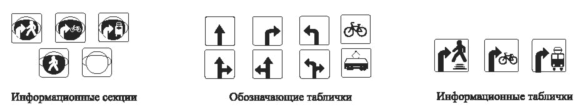 Информационные секции
Обозначающие таблички
Информационные таблички